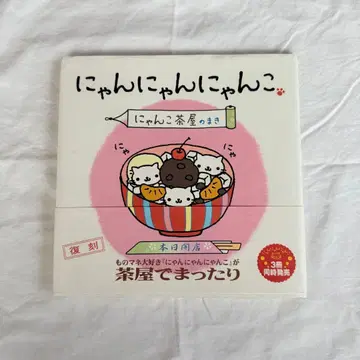 にゃんにゃんにゃんこ
にゃんこ茶屋のまき
にゃ
にゃ
本日開店
復刻
ものマネ大好き「にゃんにゃんにゃんこ」が
茶屋でまったり
3冊
同時発売